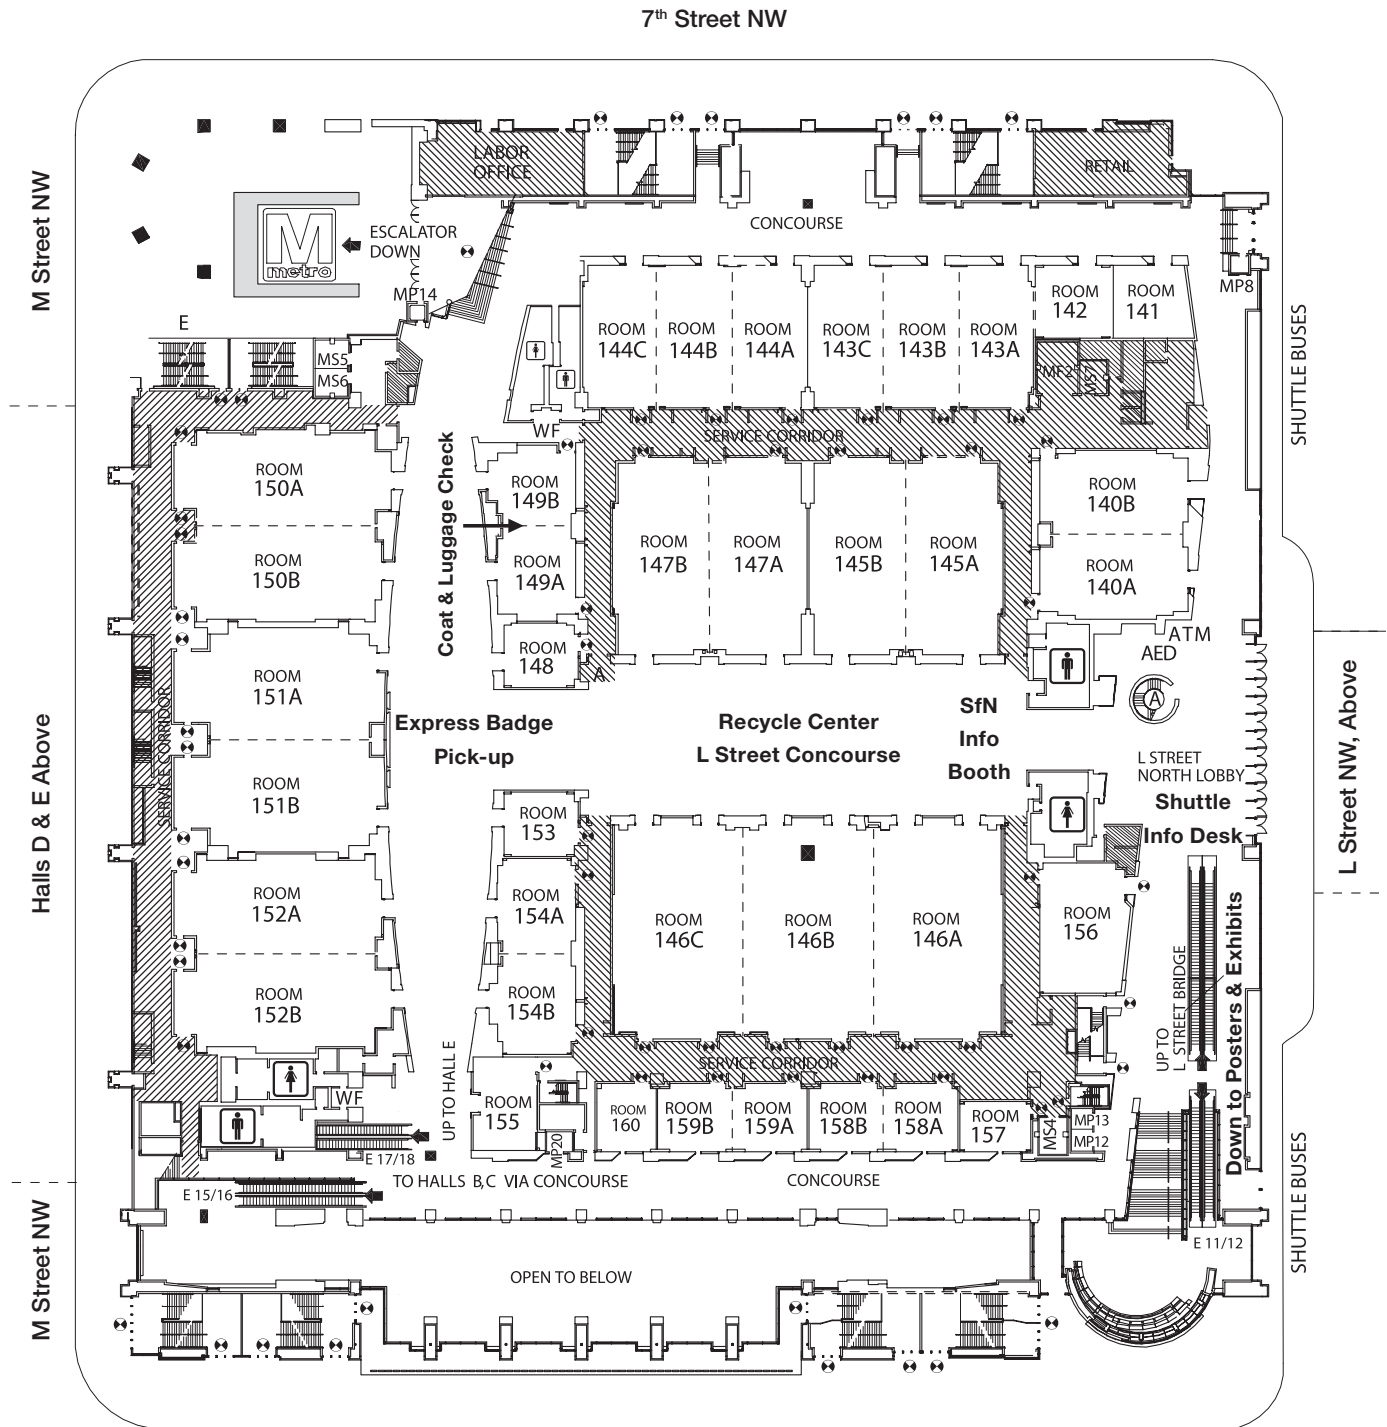 7th Street NW
M Street NW
LABOR
OFFICE
RETAIL
CONCOURSE
M
metro
ESCALATOR
DOWN
MP14
MP8
E
MS5
MS6
ROOM
144C
ROOM
144B
ROOM
144A
ROOM
143C
ROOM
143B
ROOM
143A
ROOM
142
ROOM
141
MF2
MS7
SHUTTLE BUSES
WF
SERVICE CORRIDOR
Coat & Luggage Check
ROOM
150A
ROOM
150B
ROOM
149B
ROOM
149A
ROOM
148
A
ROOM
147B
ROOM
147A
ROOM
145B
ROOM
145A
ROOM
140B
ROOM
140A
ATM
AED
A
ROOM
151A
ROOM
151B
SERVICE CORRIDOR
Halls D & E Above
Express Badge
Pick-up
Recycle Center
L Street Concourse
SfN
Info
Booth
L STREET
NORTH LOBBY
Shuttle
Info Desk
L Street NW, Above
ROOM
153
ROOM
152A
ROOM
152B
ROOM
154A
ROOM
154B
ROOM
146C
ROOM
146B
ROOM
146A
ROOM
156
UP TO
L STREET BRIDGE
Down to Posters & Exhibits
SERVICE CORRIDOR
WF
UP TO HALL E
ROOM
155
MP20
ROOM
160
ROOM
159B
ROOM
159A
ROOM
158B
ROOM
158A
ROOM
157
MS4
MP13
MP12
E 17/18
TO HALLS B,C VIA CONCOURSE
CONCOURSE
E 15/16
E 11/12
SHUTTLE BUSES
M Street NW
OPEN TO BELOW